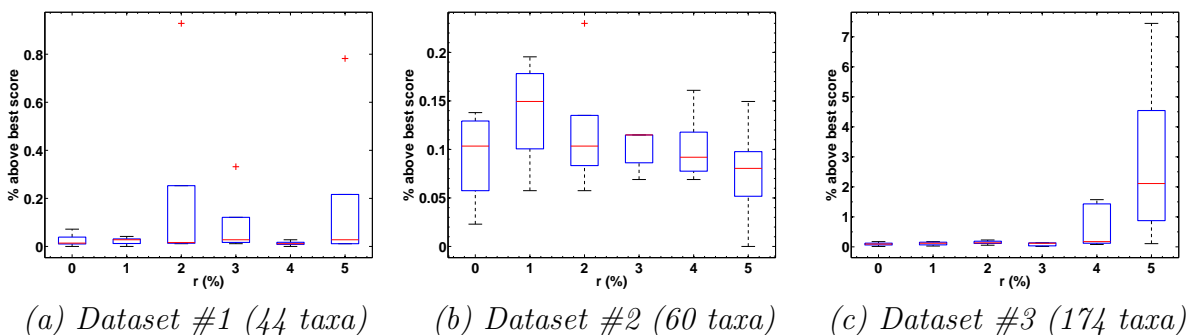 % above best score
0.8
0.6
0.4
0.2
0
0 1 2 3 4 5
r (%)
(a) Dataset #1 (44 taxa)
% above best score
0.2
0.15
0.1
0.05
0
0 1 2 3 4 5
r (%)
(b) Dataset #2 (60 taxa)
% above best score
7
6
5
4
3
2
1
0
0 1 2 3 4 5
r (%)
(c) Dataset #3 (174 taxa)